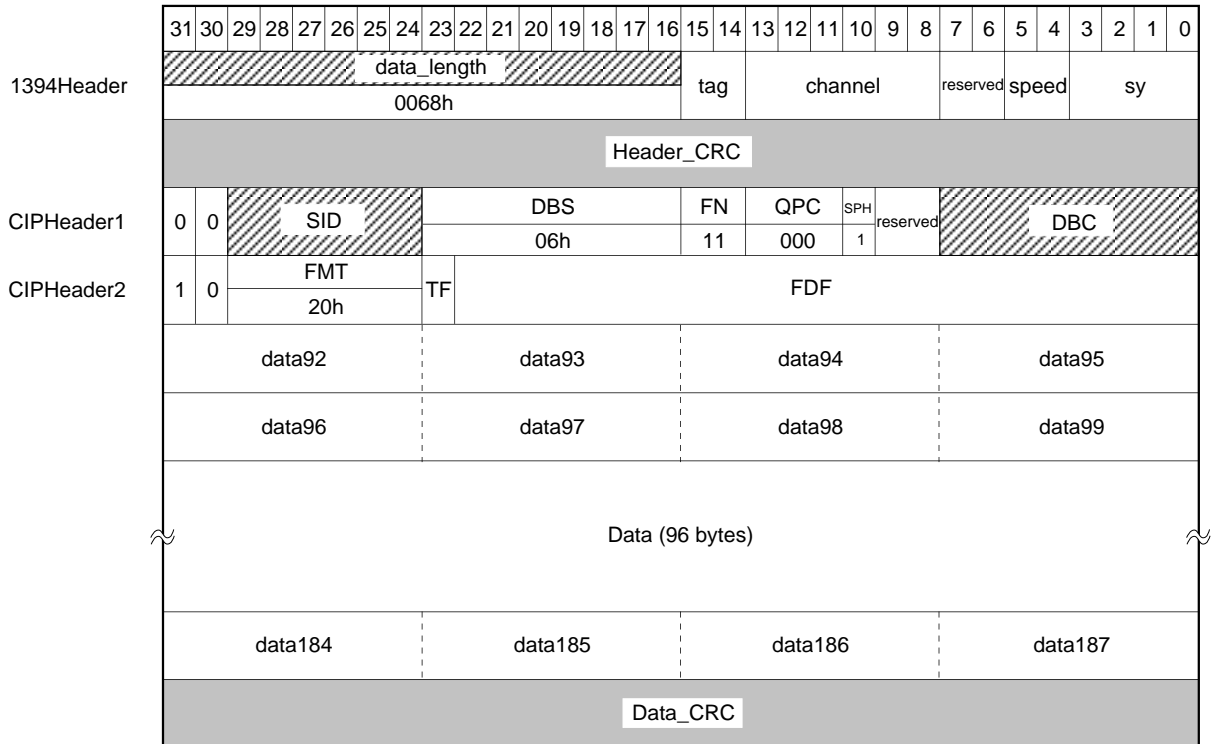 31 30 29 28 27 26 25 24 23 22 21 20 19 18 17 16 15 14 13 12 11 10 9 8 7 6 5 4 3 2 1 0
1394Header data_length tag channel reserved speed sy
0068h
Header_CRC
CIPHeader1 0 0 SID DBS FN QPC SPH reserved DBC
06h 11 000 1
CIPHeader2 1 0 FMT TF FDF
20h
data92 data93 data94 data95
data96 data97 data98 data99
Data (96 bytes)
data184 data185 data186 data187
Data_CRC